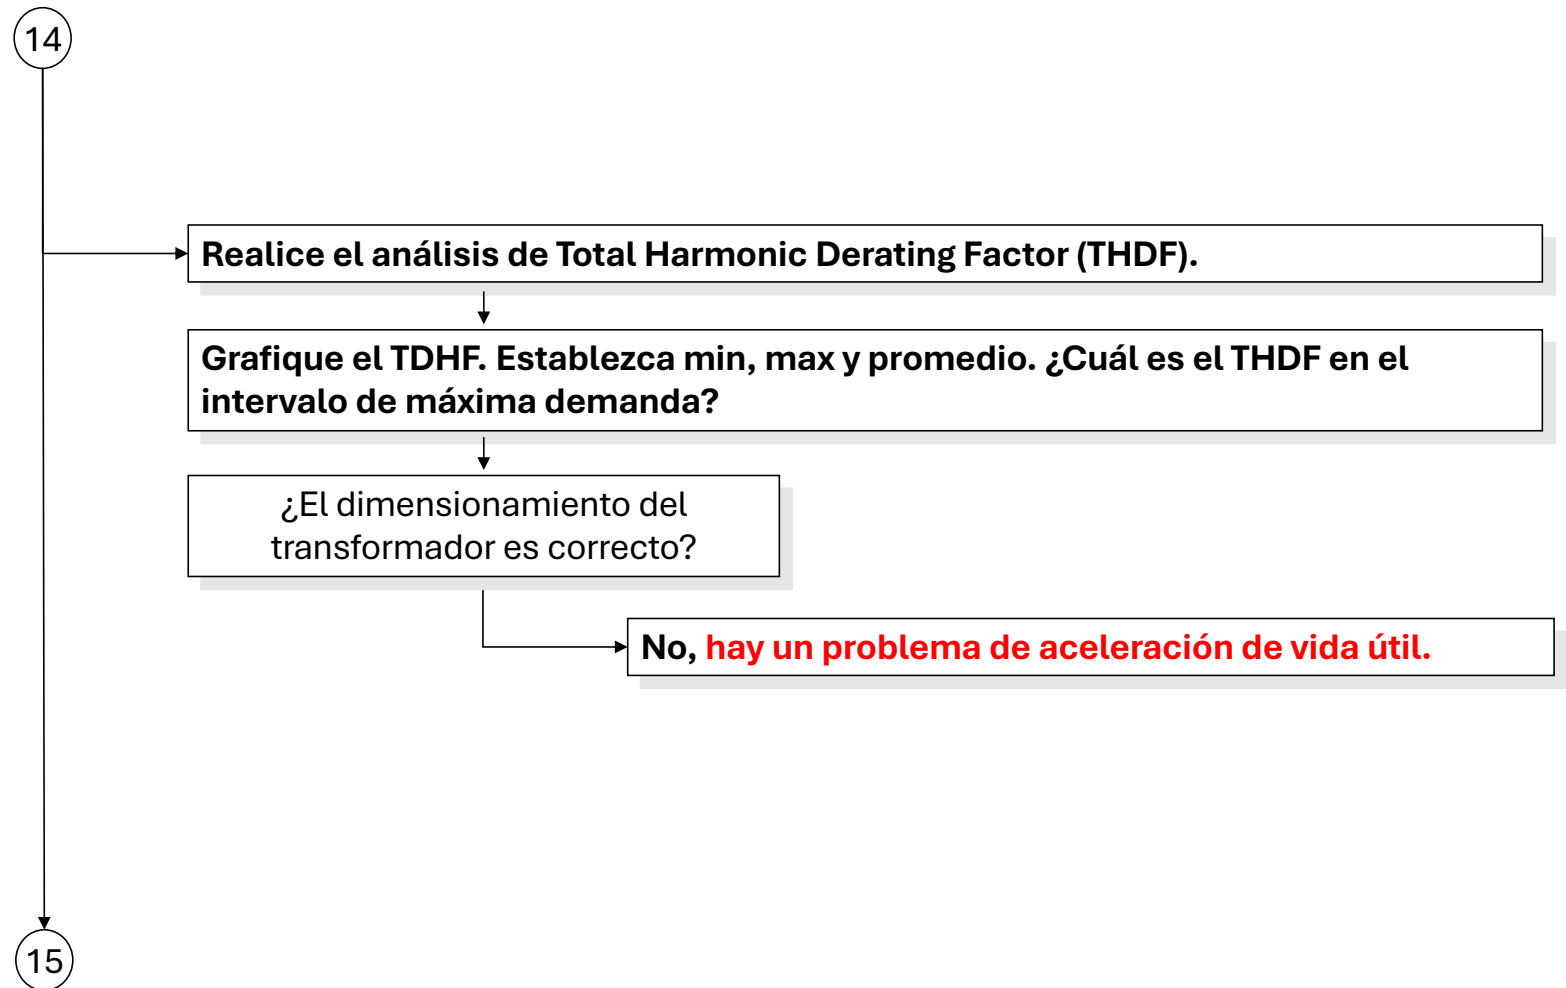 14
Realice el análisis de Total Harmonic Derating Factor (THDF).
Grafique el TDHF. Establezca min, max y promedio. ¿Cuál es el THDF en el
intervalo de máxima demanda?
¿El dimensionamiento del
transformador es correcto?
No, hay un problema de aceleración de vida útil.
15